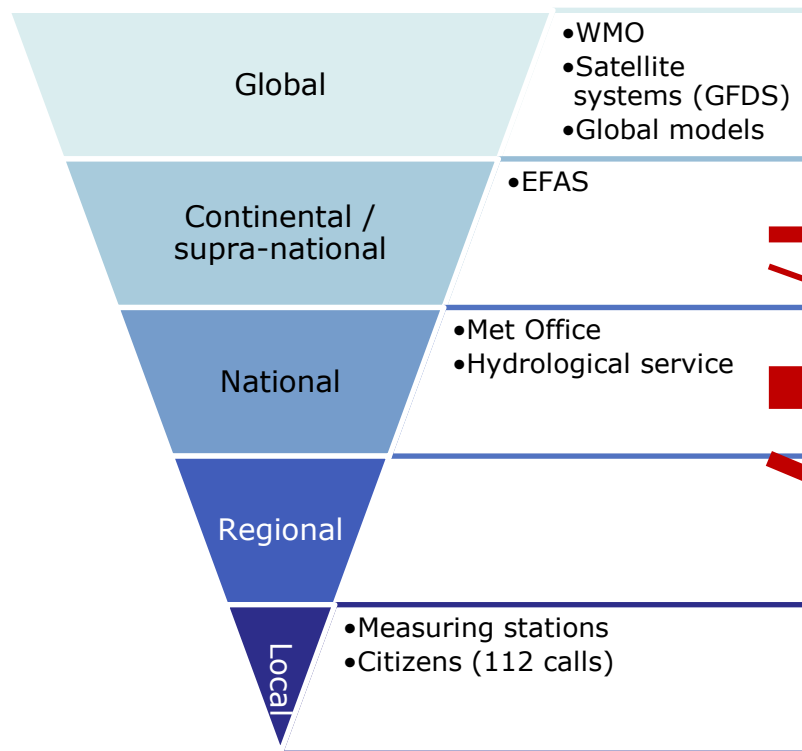 Global
•WMO
•Satellite
systems (GFDS)
•Global models
Continental /
supra-national
•EFAS
National
•Met Office
•Hydrological service
Regional
Local
•Measuring stations
•Citizens (112 calls)